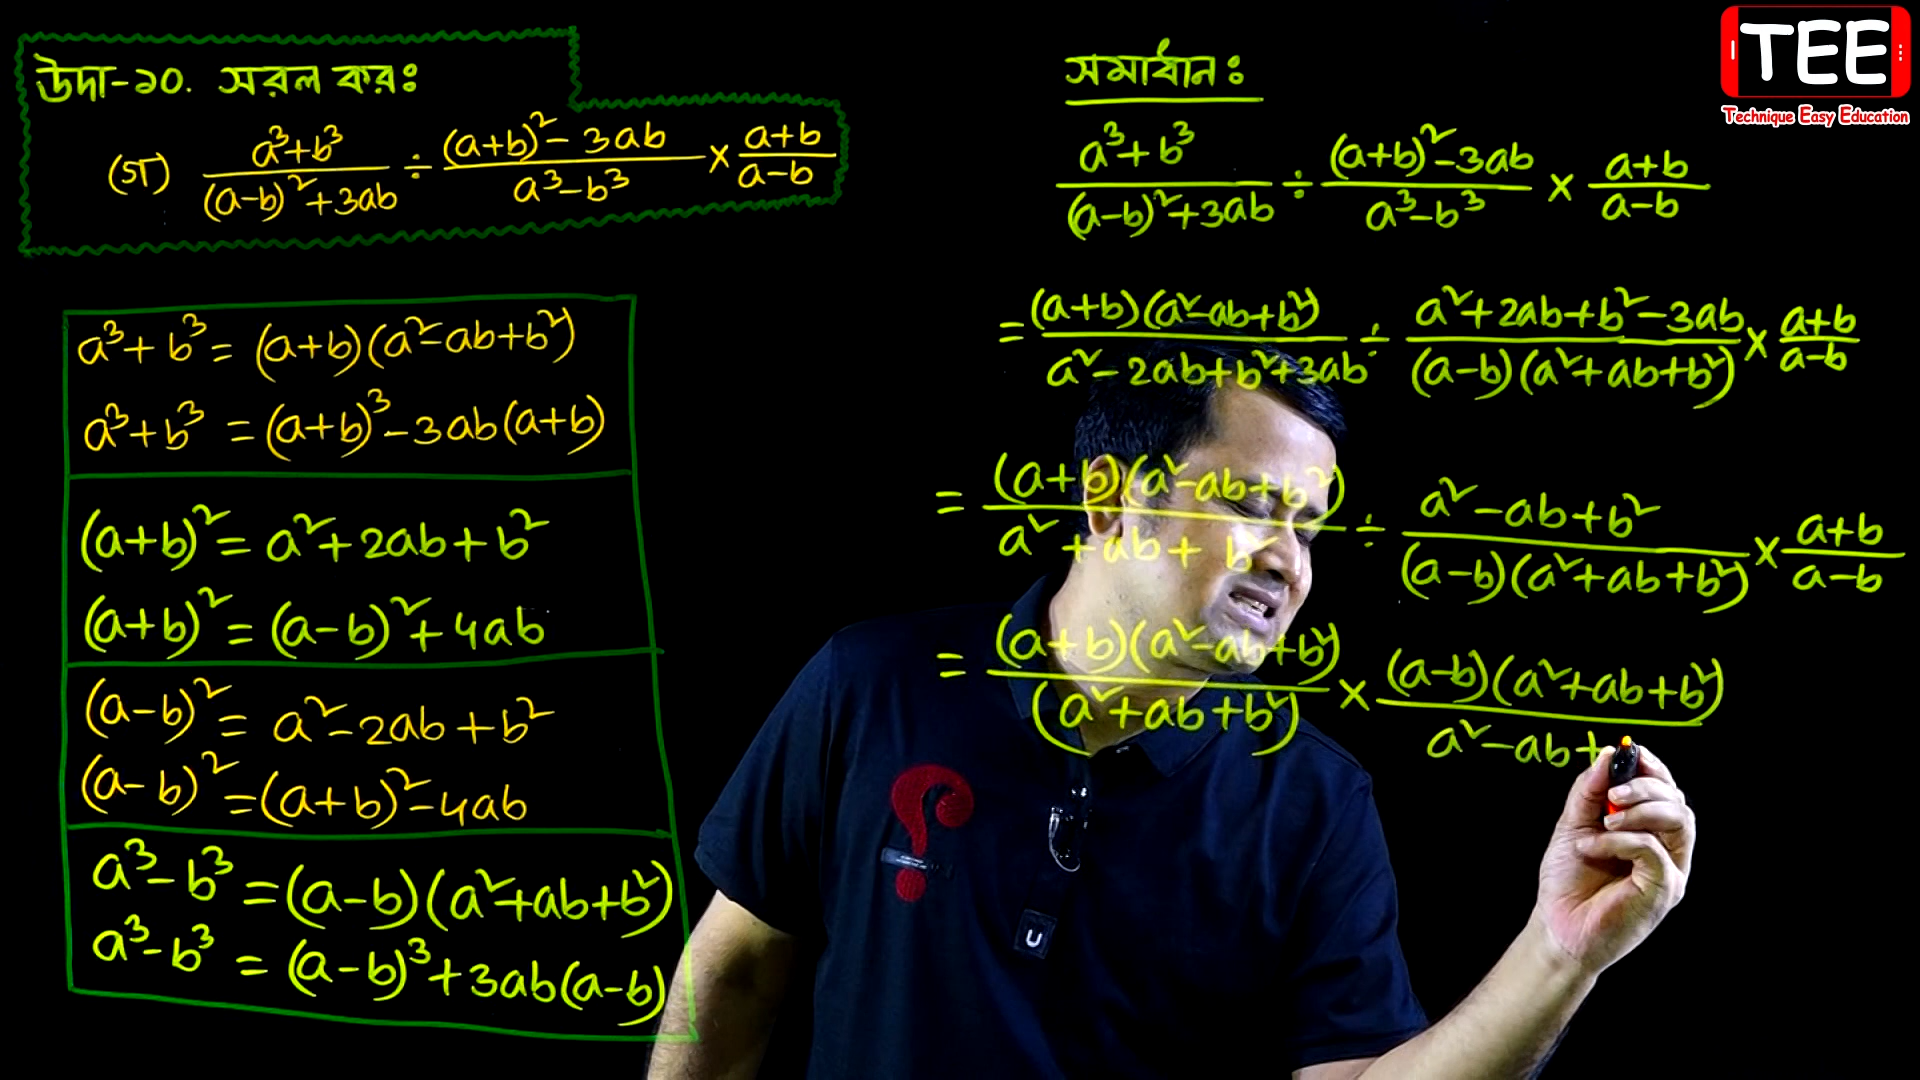 উদা-১০. সরল করঃ
(গ) (a³+b³)/((a-b)²+3ab) ÷ ((a+b)²-3ab)/(a³-b³) × (a+b)/(a-b)
a³+b³ = (a+b)(a²-ab+b²)
a³+b³ = (a+b)³-3ab(a+b)
(a+b)² = a²+2ab+b²
(a+b)² = (a-b)²+4ab
(a-b)² = a²-2ab+b²
(a-b)² = (a+b)²-4ab
a³-b³ = (a-b)(a²+ab+b²)
a³-b³ = (a-b)³+3ab(a-b)
সমাধানঃ
(a³+b³)/((a-b)²+3ab) ÷ ((a+b)²-3ab)/(a³-b³) × (a+b)/(a-b)
= (a+b)(a²-ab+b²)/(a²-2ab+b²+3ab) ÷ (a²+2ab+b²-3ab)/((a-b)(a²+ab+b²)) × (a+b)/(a-b)
= (a+b)(a²-ab+b²)/(a²+ab+b²) ÷ (a²-ab+b²)/((a-b)(a²+ab+b²)) × (a+b)/(a-b)
= (a+b)(a²-ab+b²)/(a²+ab+b²) × (a-b)(a²+ab+b²)/(a²-ab+
TEE
Technique Easy Education
U